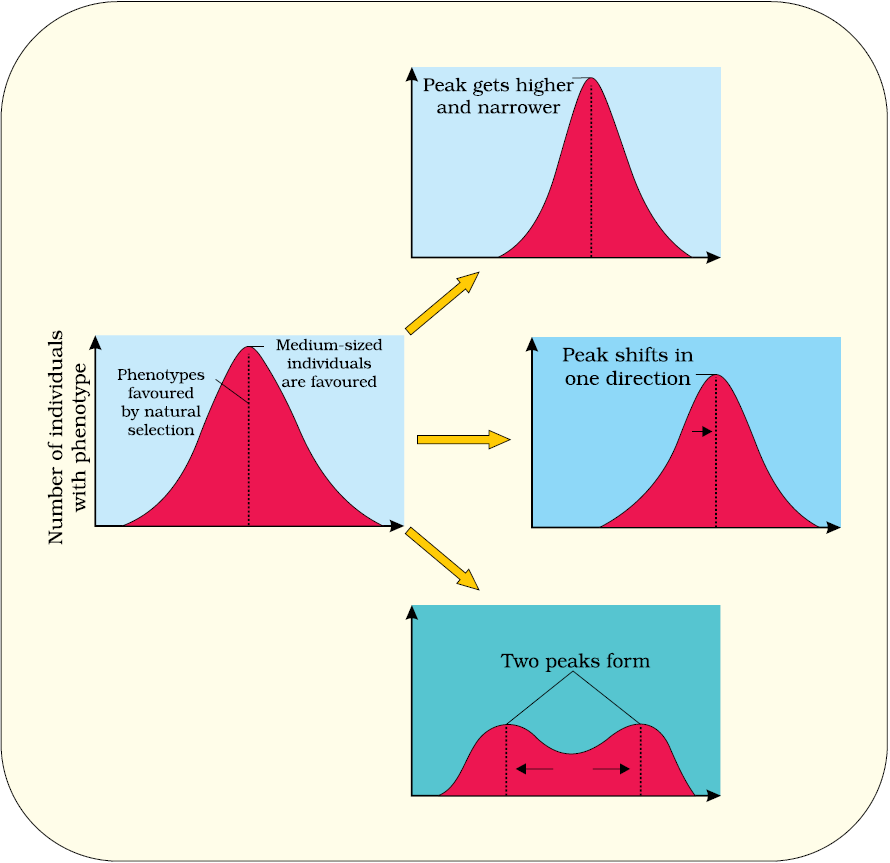 Peak gets higher
and narrower
Number of individuals
with phenotype
Phenotypes
favoured
by natural
selection
Medium-sized
individuals
are favoured
Peak shifts in
one direction
Two peaks form